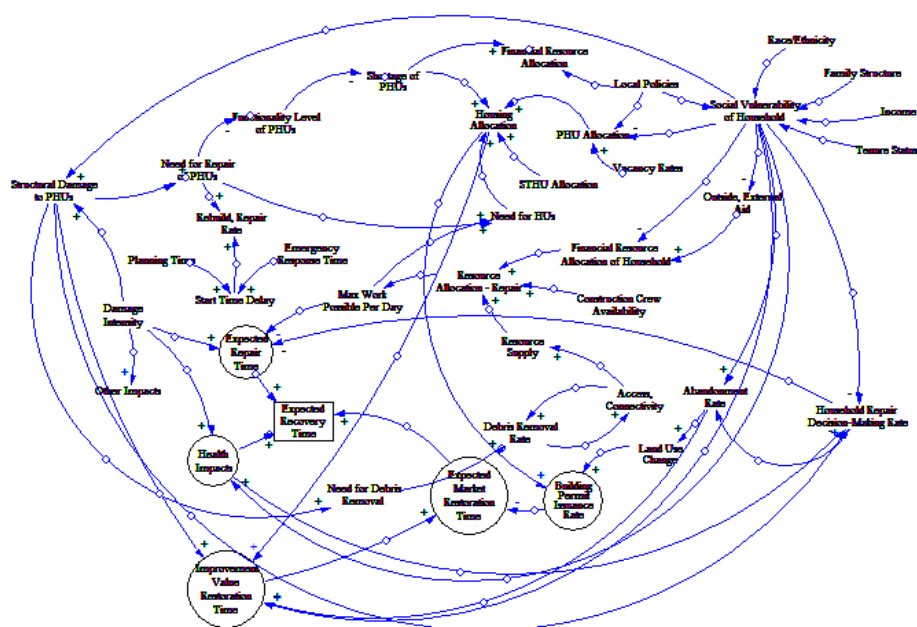 Race/Ethnicity
Financial Resource
Allocation
Shortage of
PHUs
Family Structure
Local Policies
Social Vulnerability
of Household
Income
Functionality Level
of PHUs
Housing
Allocation
PHU Allocation
Tenure Status
Need for Repair
of PHUs
Vacancy Rates
STHU Allocation
Structural Damage
to PHUs
Outside, External
Aid
Rebuild, Repair
Rate
Need for HUs
Emergency
Response Time
Planning Time
Financial Resource
Allocation of Household
Resource
Allocation - Repair
Start Time Delay
Max Work
Possible Per Day
Construction Crew
Availability
Damage
Intensity
Expected
Repair
Time
Resource
Supply
Other Impacts
Access,
Connectivity
Abandonment
Rate
Household Repair
Decision-Making Rate
Expected
Recovery
Time
Debris Removal
Rate
Land Use
Change
Health
Impacts
Need for Debris
Removal
Expected
Market
Restoration
Time
Building
Permit
Issuance
Rate
Improvement
Value
Restoration
Time